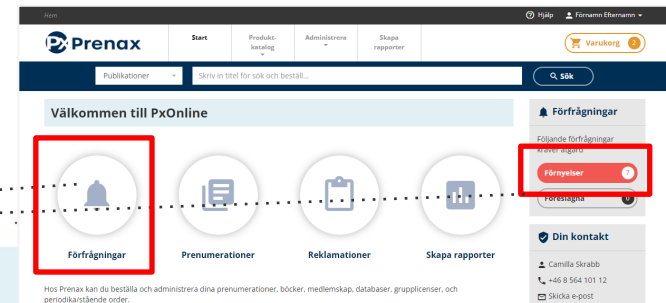 Hem
Hjälp
Förnamn Efternamn
Px Prenax
Start
Produkt-
katalog
Administrera
Skapa
rapporter
Varukorg 2
Publikationer
Skriv in titel för sök och beställ...
Sök
Välkommen till PxOnline
Förfrågningar
Prenumerationer
Reklamationer
Skapa rapporter
Hos Prenax kan du beställa och administrera dina prenumerationer, böcker, medlemskap, databaser, grupplicenser, och
periodika/stående order.
Förfrågningar
Följande förfrågningar
kräver åtgärd
Förnyelser 7
Föreslagna 0
Din kontakt
Camilla Skrabb
+46 8 564 101 12
Skicka e-post